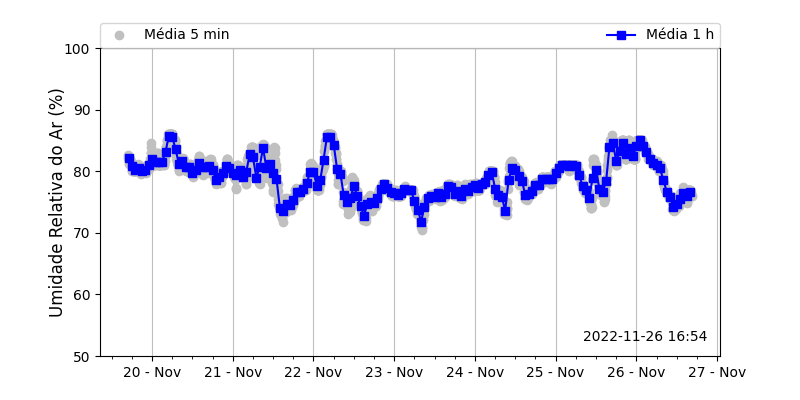 Média 5 min
Média 1 h
Umidade Relativa do Ar (%)
100
90
80
70
60
50
2022-11-26 16:54
20 - Nov
21 - Nov
22 - Nov
23 - Nov
24 - Nov
25 - Nov
26 - Nov
27 - Nov